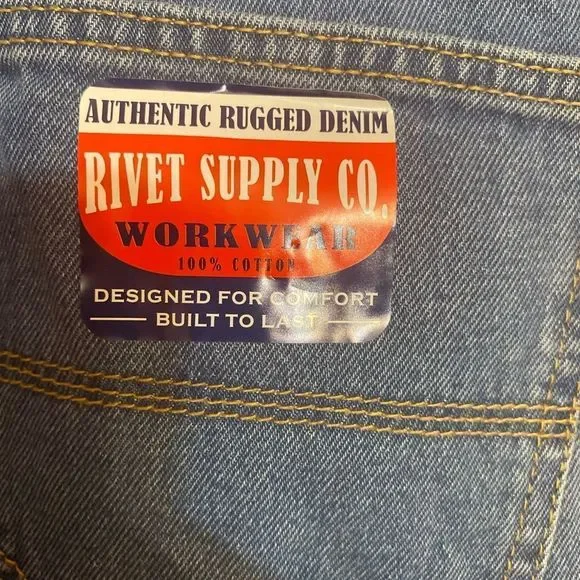 AUTHENTIC RUGGED DENIM
RIVET SUPPLY CO.
WORKWEAR
100% COTTON
DESIGNED FOR COMFORT
BUILT TO LAST